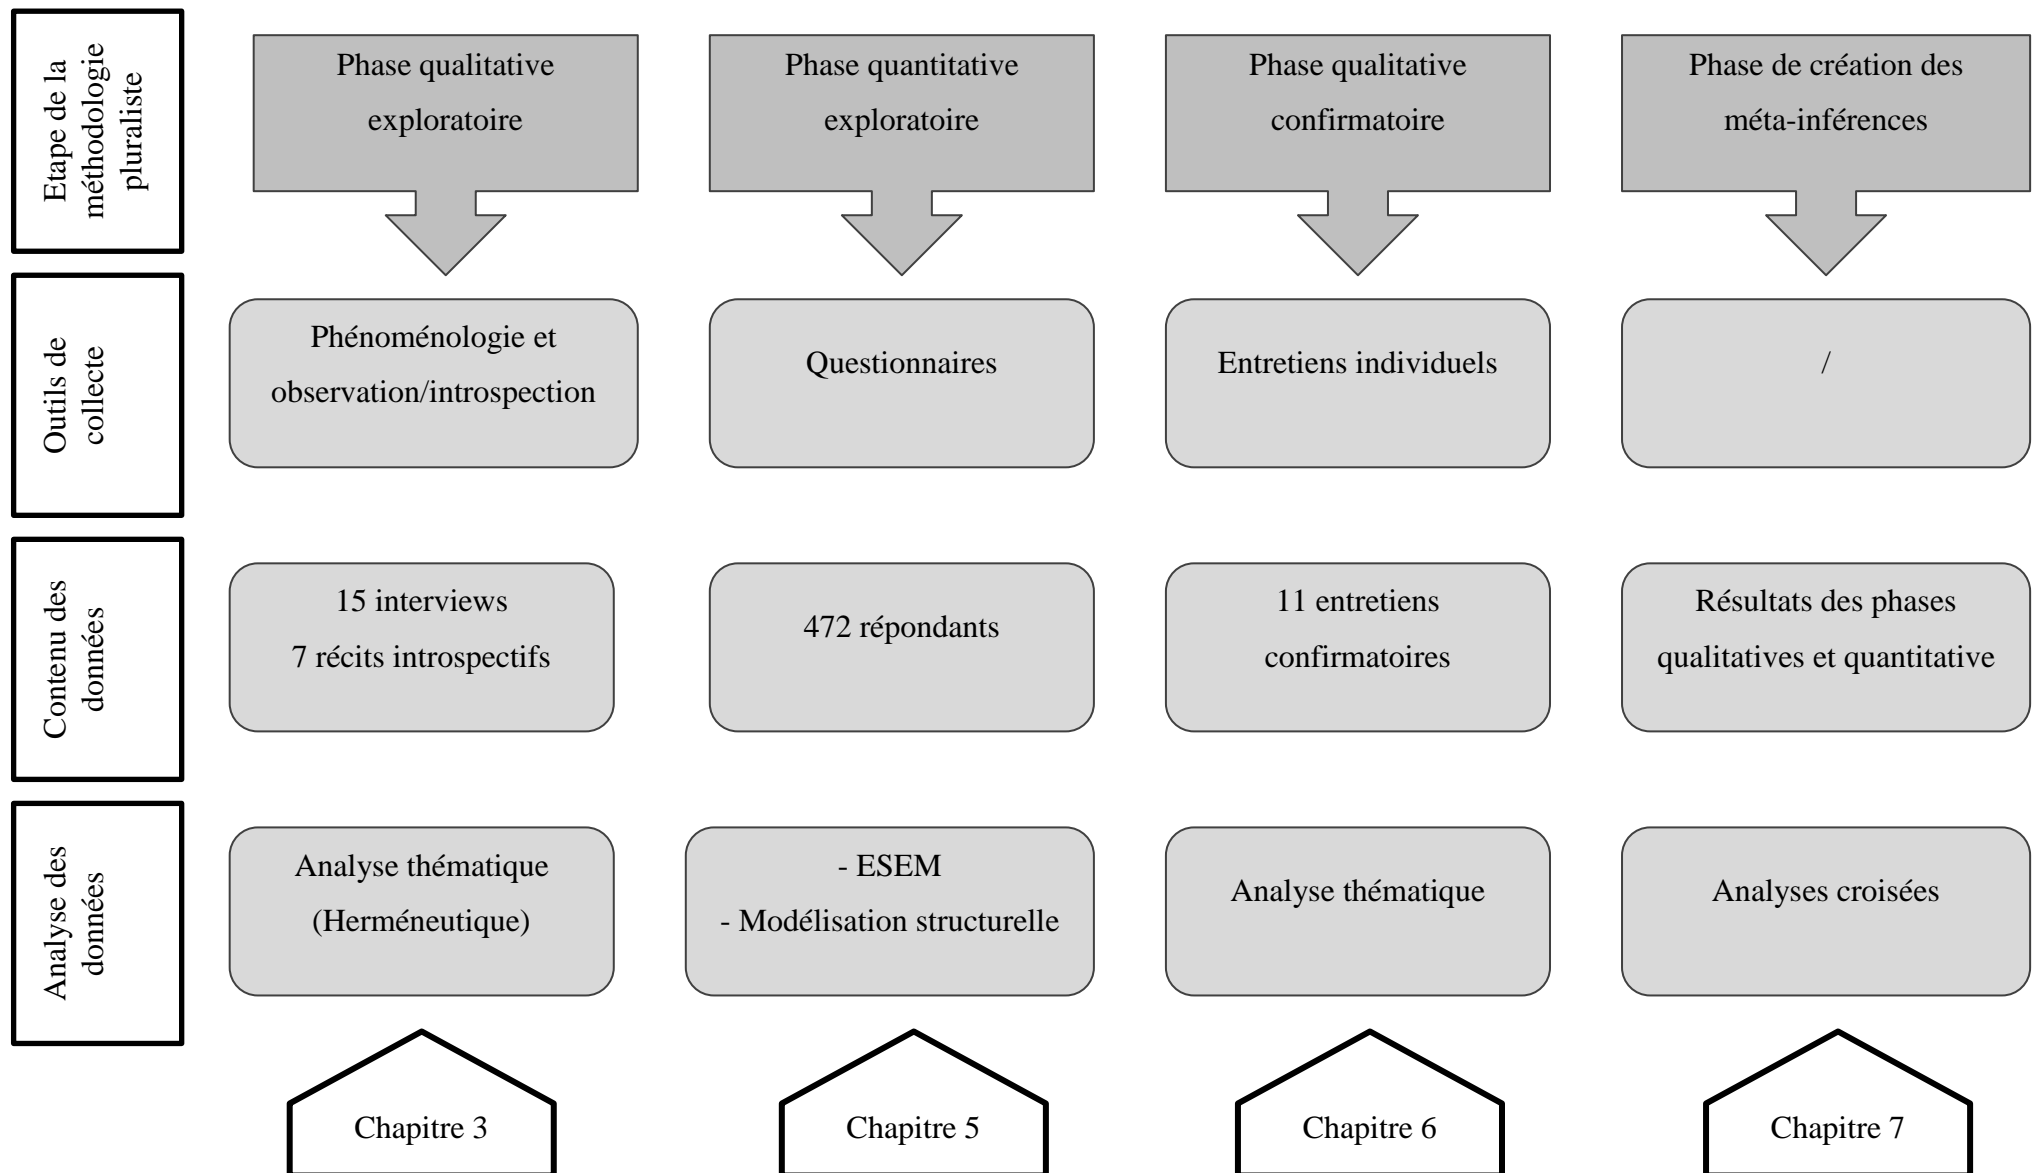 Etape de la
méthodologie
pluraliste
Phase qualitative
exploratoire
Phase quantitative
exploratoire
Phase qualitative
confirmatoire
Phase de création des
méta-inférences
Outils de
collecte
Phénoménologie et
observation/introspection
Questionnaires
Entretiens individuels
/
Contenu des
données
15 interviews
7 récits introspectifs
472 répondants
11 entretiens
confirmatoires
Résultats des phases
qualitatives et quantitative
Analyse des
données
Analyse thématique
(Herméneutique)
- ESEM
- Modélisation structurelle
Analyse thématique
Analyses croisées
Chapitre 3
Chapitre 5
Chapitre 6
Chapitre 7